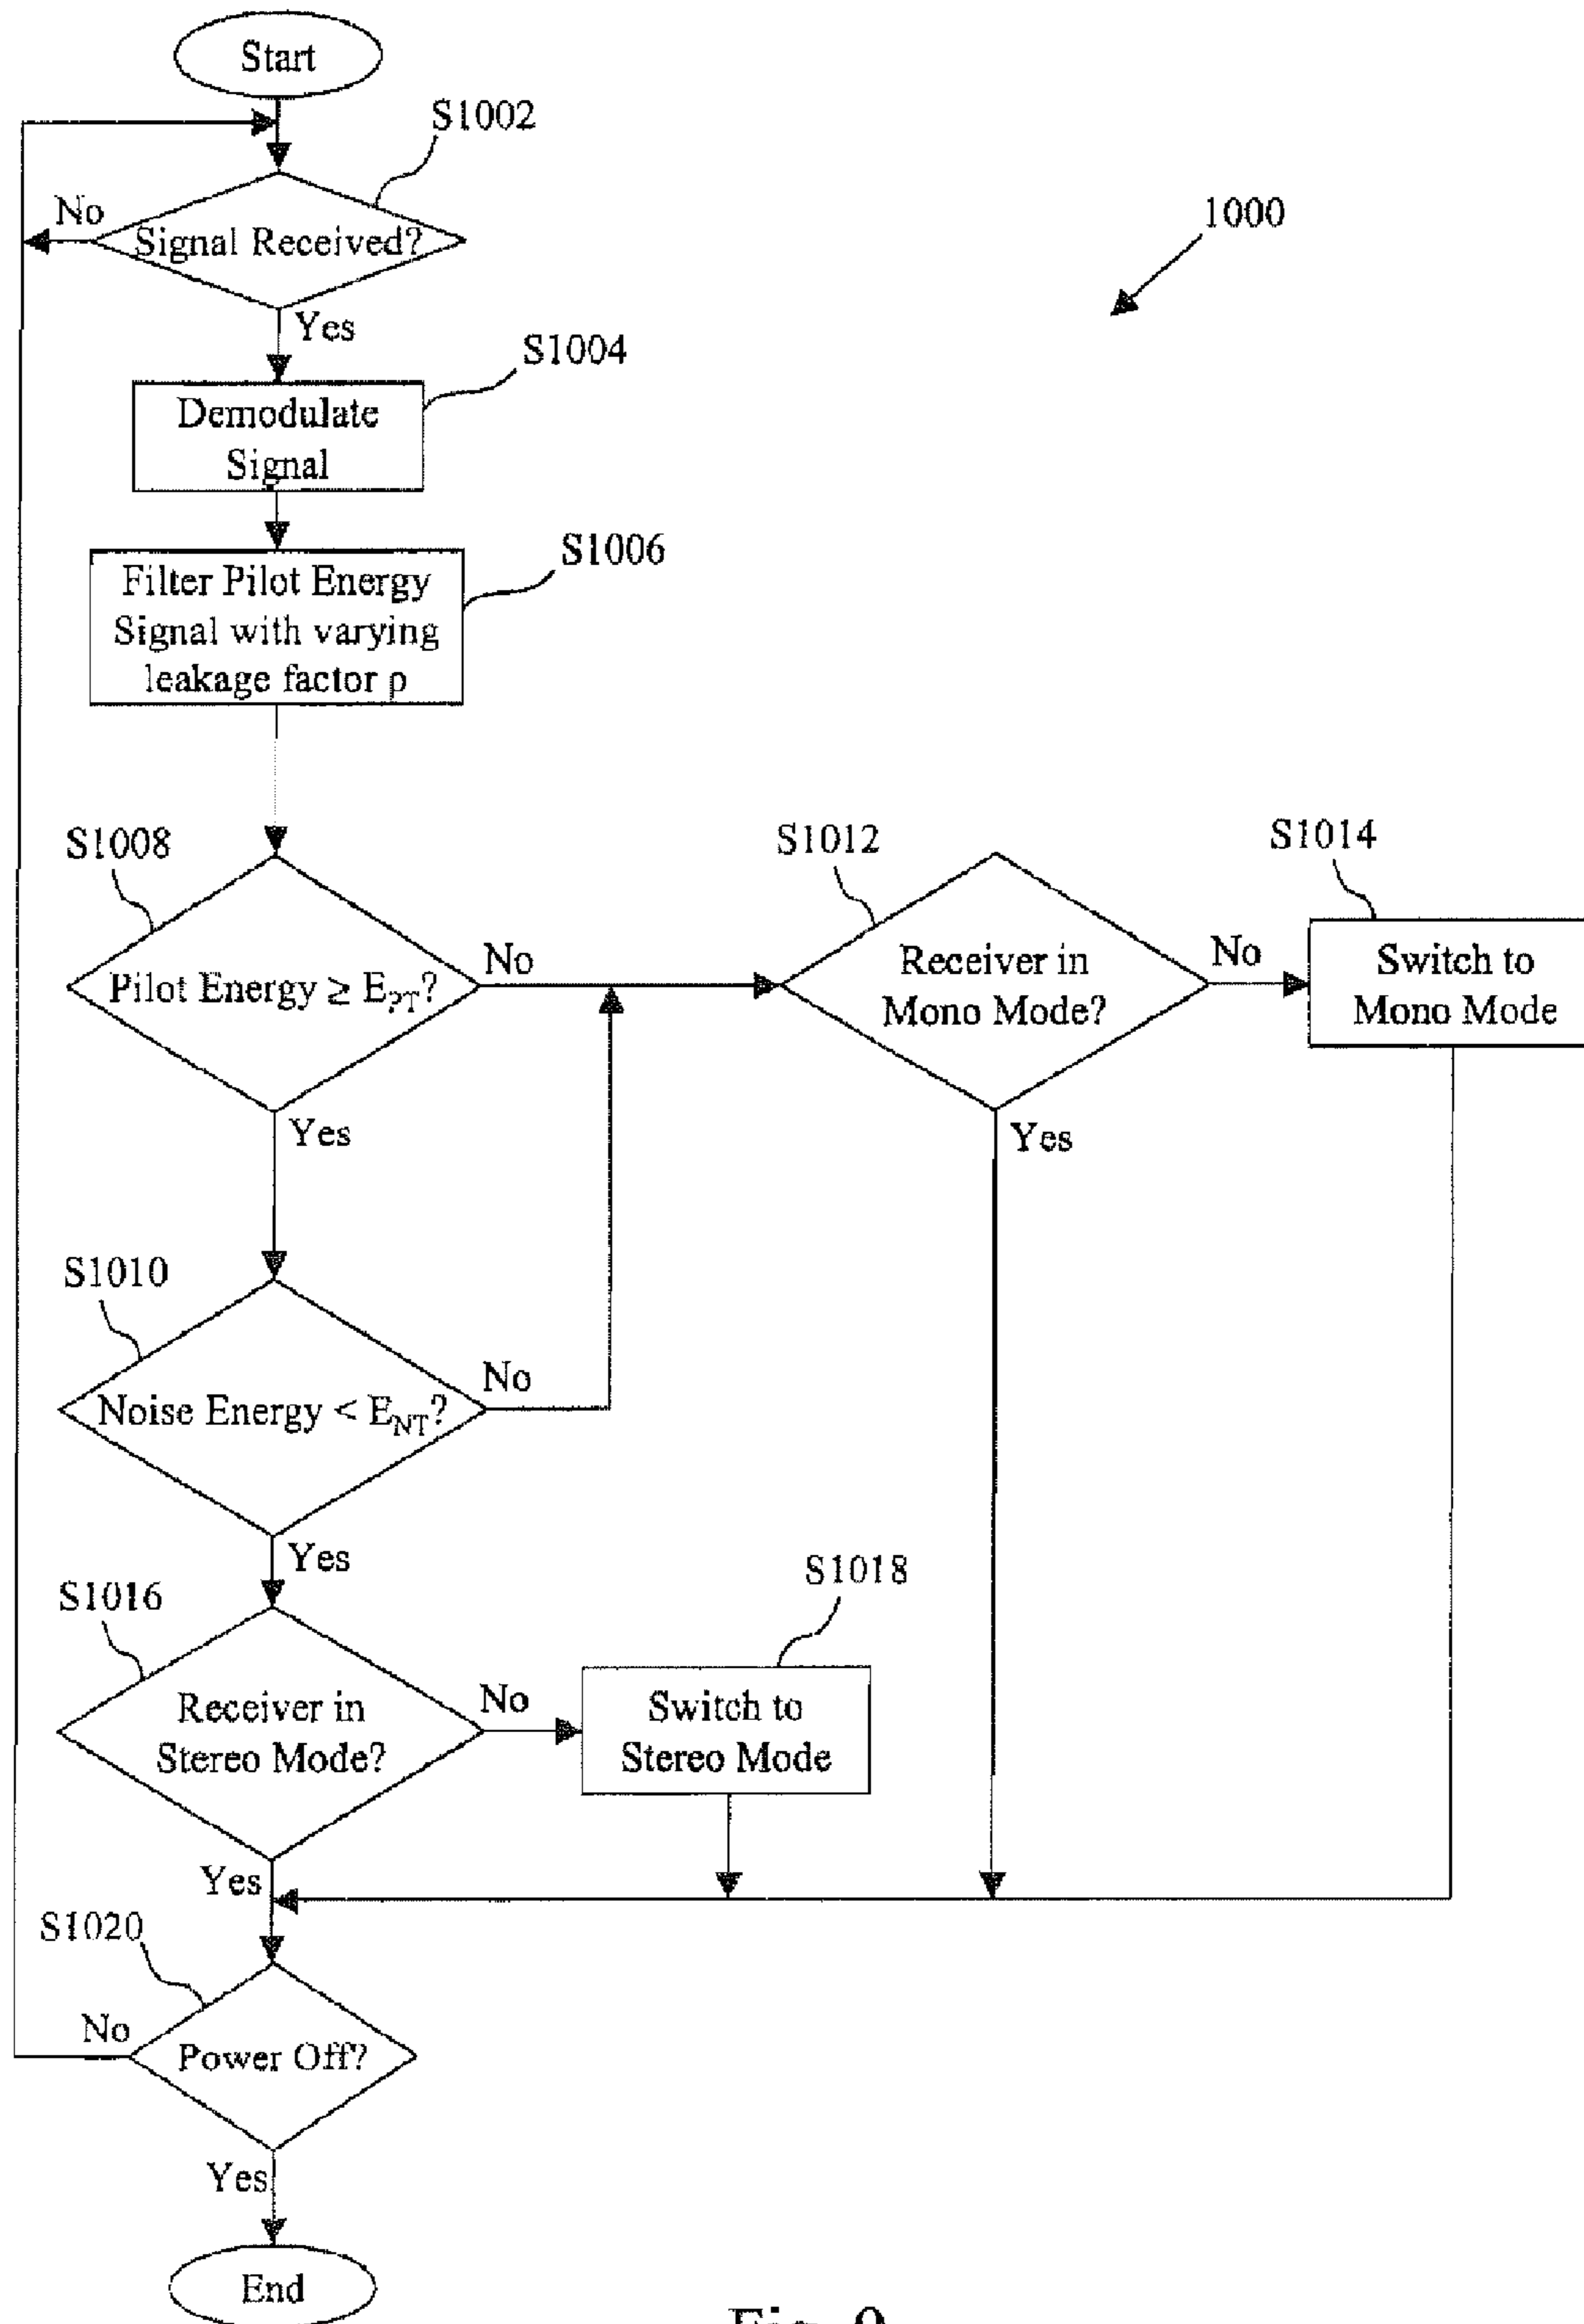 Start
S1002
No
Signal Received?
1000
Yes
S1004
Demodulate
Signal
S1006
Filter Pilot Energy
Signal with varying
leakage factor ρ
S1008
Pilot Energy ≥ E?T?
No
S1012
Receiver in
Mono Mode?
No
S1014
Switch to
Mono Mode
Yes
Yes
S1010
Noise Energy < ENT?
No
Yes
S1016
Receiver in
Stereo Mode?
No
S1018
Switch to
Stereo Mode
Yes
S1020
No
Power Off?
Yes
End
Fig. 9